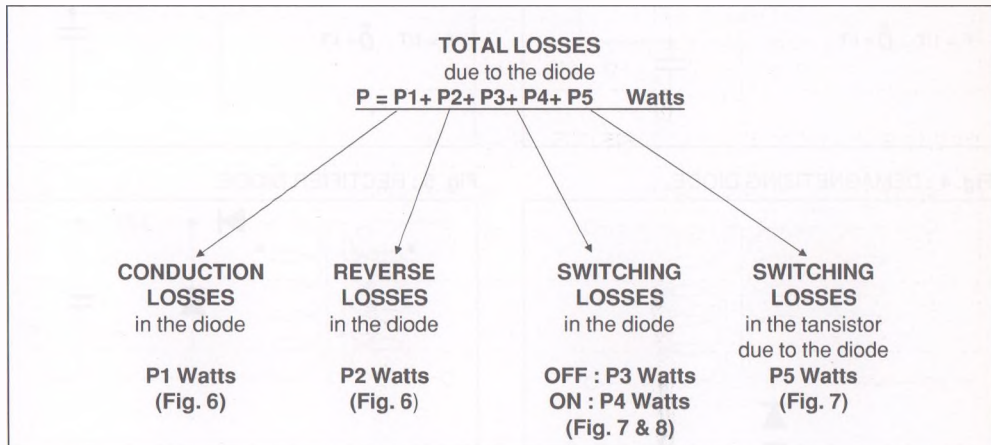 TOTAL LOSSES
due to the diode
P = P1+ P2+ P3+ P4+ P5 Watts
CONDUCTION
LOSSES
in the diode
P1 Watts
(Fig. 6)
REVERSE
LOSSES
in the diode
P2 Watts
(Fig. 6)
SWITCHING
LOSSES
in the diode
OFF : P3 Watts
ON : P4 Watts
(Fig. 7 & 8)
SWITCHING
LOSSES
in the tansistor
due to the diode
P5 Watts
(Fig. 7)